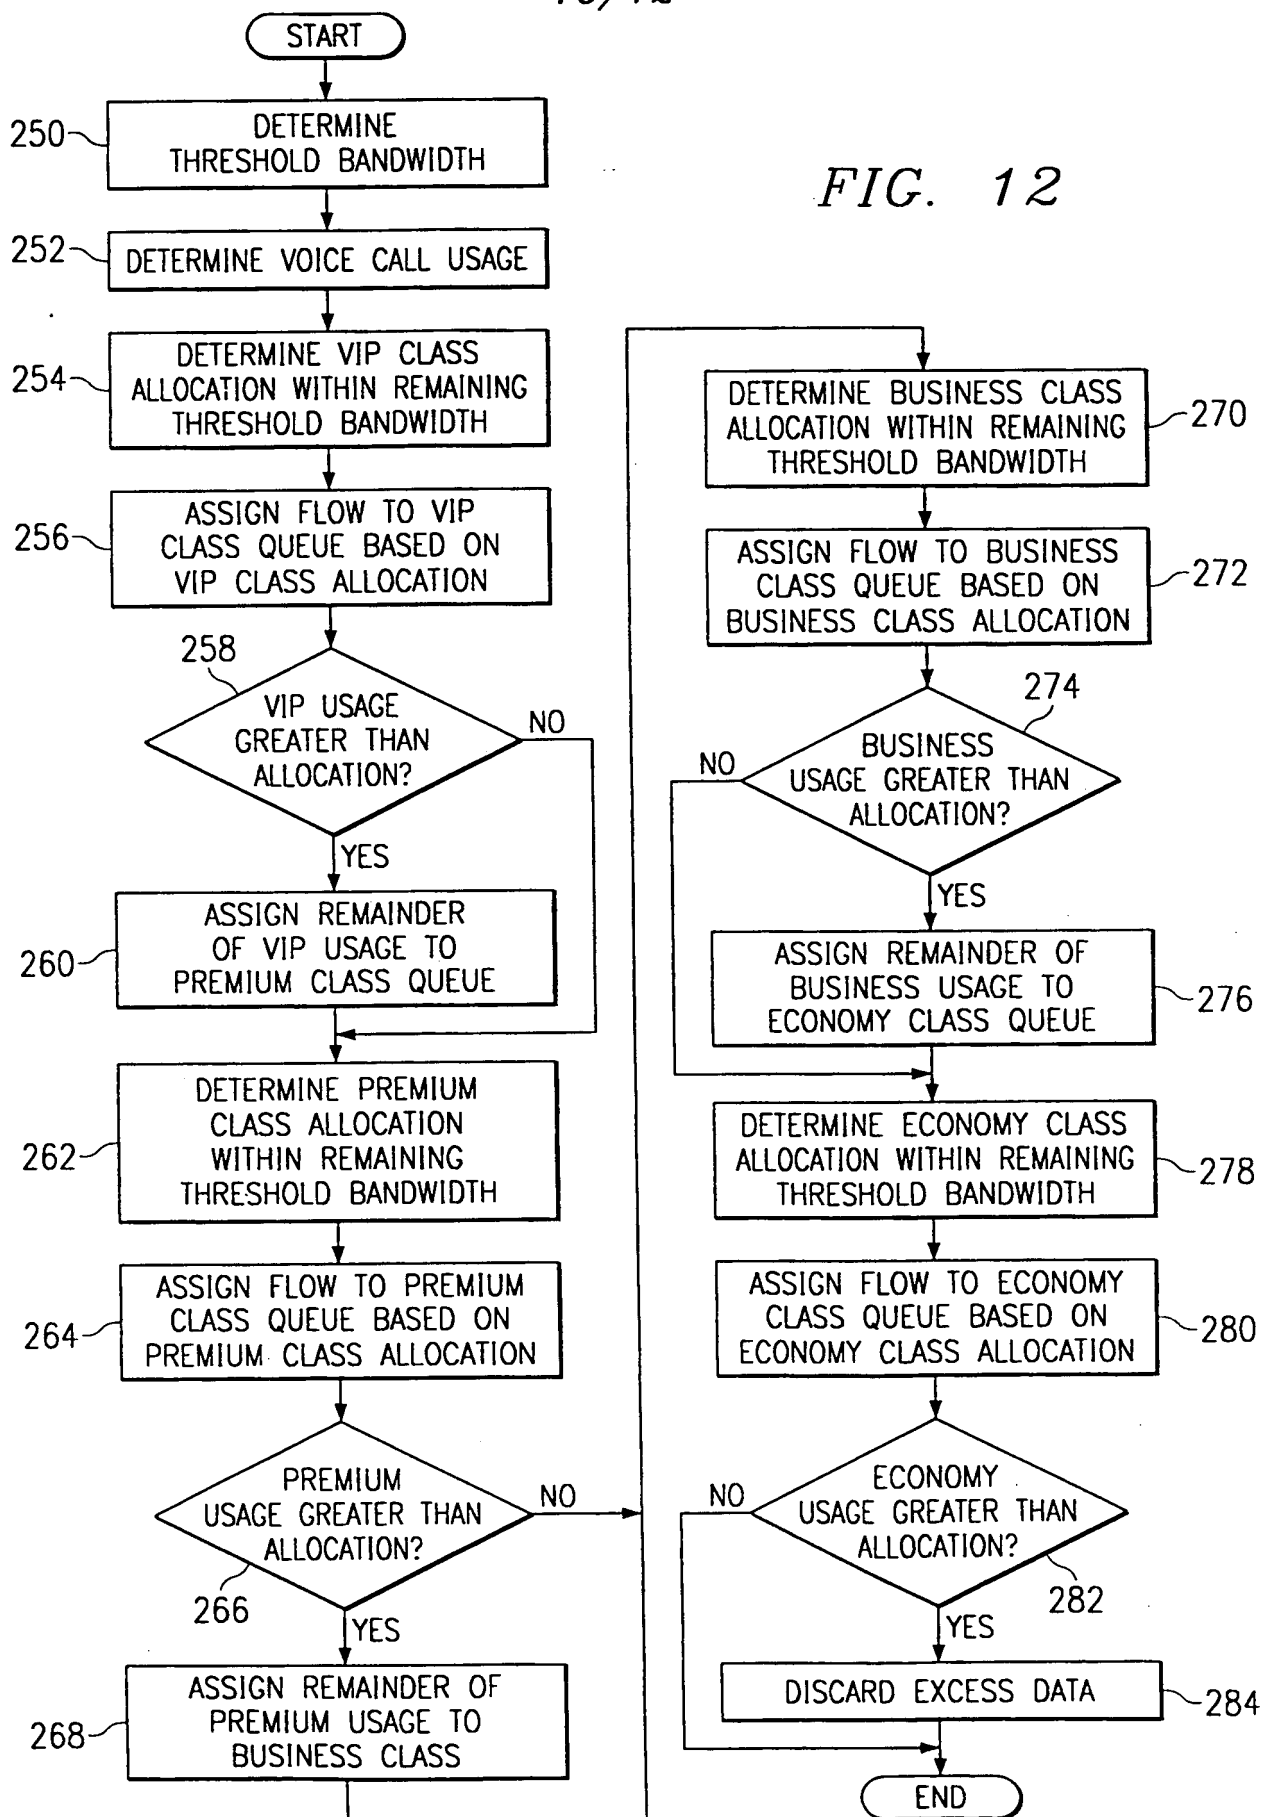 START
250
DETERMINE
THRESHOLD BANDWIDTH
FIG. 12
252
DETERMINE VOICE CALL USAGE
254
DETERMINE VIP CLASS
ALLOCATION WITHIN REMAINING
THRESHOLD BANDWIDTH
256
ASSIGN FLOW TO VIP
CLASS QUEUE BASED ON
VIP CLASS ALLOCATION
258
VIP USAGE
GREATER THAN
ALLOCATION?
NO
YES
260
ASSIGN REMAINDER
OF VIP USAGE TO
PREMIUM CLASS QUEUE
262
DETERMINE PREMIUM
CLASS ALLOCATION
WITHIN REMAINING
THRESHOLD BANDWIDTH
264
ASSIGN FLOW TO PREMIUM
CLASS QUEUE BASED ON
PREMIUM CLASS ALLOCATION
PREMIUM
USAGE GREATER THAN
ALLOCATION?
NO
266
YES
268
ASSIGN REMAINDER OF
PREMIUM USAGE TO
BUSINESS CLASS
DETERMINE BUSINESS CLASS
ALLOCATION WITHIN REMAINING
THRESHOLD BANDWIDTH
270
ASSIGN FLOW TO BUSINESS
CLASS QUEUE BASED ON
BUSINESS CLASS ALLOCATION
272
274
BUSINESS
USAGE GREATER THAN
ALLOCATION?
NO
YES
ASSIGN REMAINDER OF
BUSINESS USAGE TO
ECONOMY CLASS QUEUE
276
DETERMINE ECONOMY CLASS
ALLOCATION WITHIN REMAINING
THRESHOLD BANDWIDTH
278
ASSIGN FLOW TO ECONOMY
CLASS QUEUE BASED ON
ECONOMY CLASS ALLOCATION
280
ECONOMY
USAGE GREATER THAN
ALLOCATION?
NO
282
YES
DISCARD EXCESS DATA
284
END